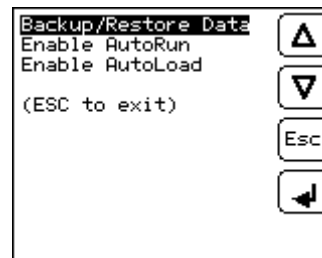 Backup/Restore Data
Enable AutoRun
Enable AutoLoad
(ESC to exit)
Esc